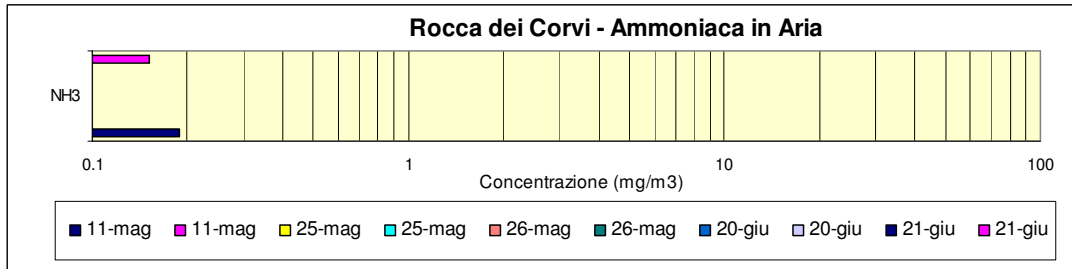 Rocca dei Corvi - Ammoniaca in Aria
NH3
0.1 1 10 100
Concentrazione (mg/m3)
11-mag 11-mag 25-mag 25-mag 26-mag 26-mag 20-giu 20-giu 21-giu 21-giu